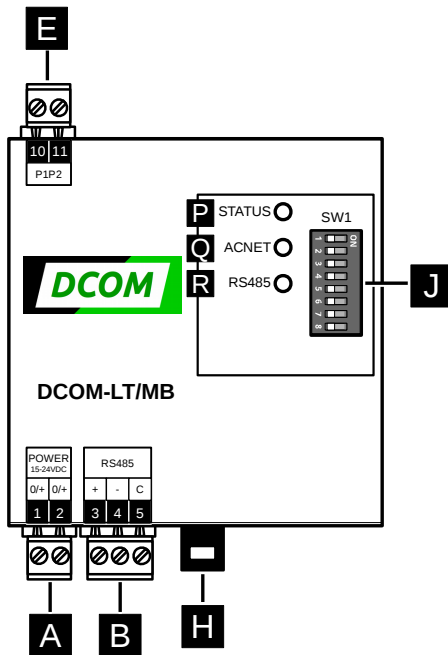 E
10 11
P1P2
P STATUS
SW1
Q ACNET
R RS485
ON
1
2
3
4
5
6
7
8
J
DCOM
DCOM-LT/MB
POWER
15-24VDC
RS485
0/+ 0/+
+ - C
1 2
3 4 5
A
B
H